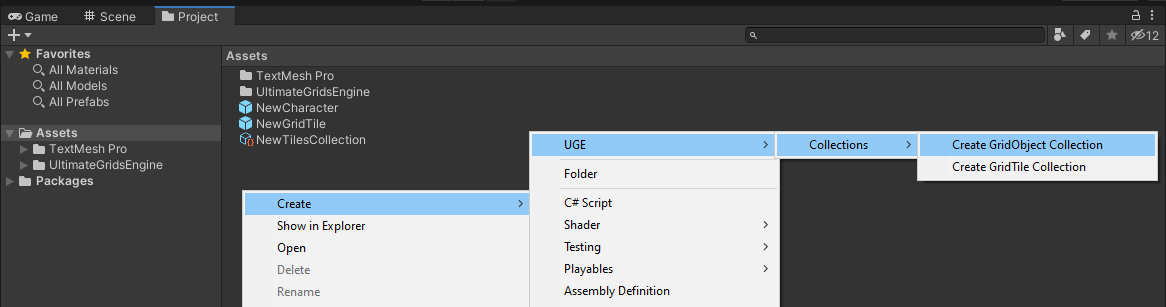 Game Scene Project
12
Favorites
All Materials
All Models
All Prefabs
Assets
TextMesh Pro
UltimateGridsEngine
Packages
Assets
TextMesh Pro
UltimateGridsEngine
NewCharacter
NewGridTile
NewTilesCollection
Create
Show in Explorer
Open
Delete
Rename
UGE
Folder
C# Script
Shader
Testing
Playables
Assembly Definition
Collections
Create GridObject Collection
Create GridTile Collection